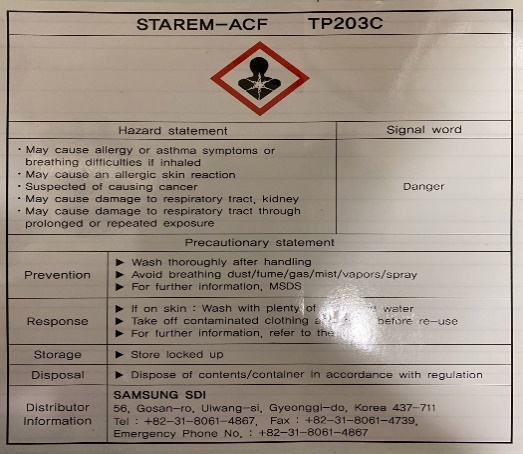 STAREM-ACF TP203C
Hazard statement
Signal word
· May cause allergy or asthma symptoms or
breathing difficulties if inhaled
· May cause an allergic skin reaction
· Suspected of causing cancer
· May cause damage to respiratory tract, kidney
· May cause damage to respiratory tract through
prolonged or repeated exposure
Danger
Precautionary statement
Prevention
▶ Wash thoroughly after handling
▶ Avoid breathing dust/fume/gas/mist/vapors/spray
▶ For further information, MSDS
Response
▶ If on skin : Wash with plenty of water
▶ Take off contaminated clothing before re-use
▶ For further information, refer to the
Storage
▶ Store locked up
Disposal
▶ Dispose of contents/container in accordance with regulation
Distributor
Information
SAMSUNG SDI
56, Gosan-ro, Uiwang-si, Gyeonggi-do, Korea 437-711
Tel : +82-31-8061-4867, Fax : +82-31-8061-4739,
Emergency Phone No, : +82-31-8061-4867